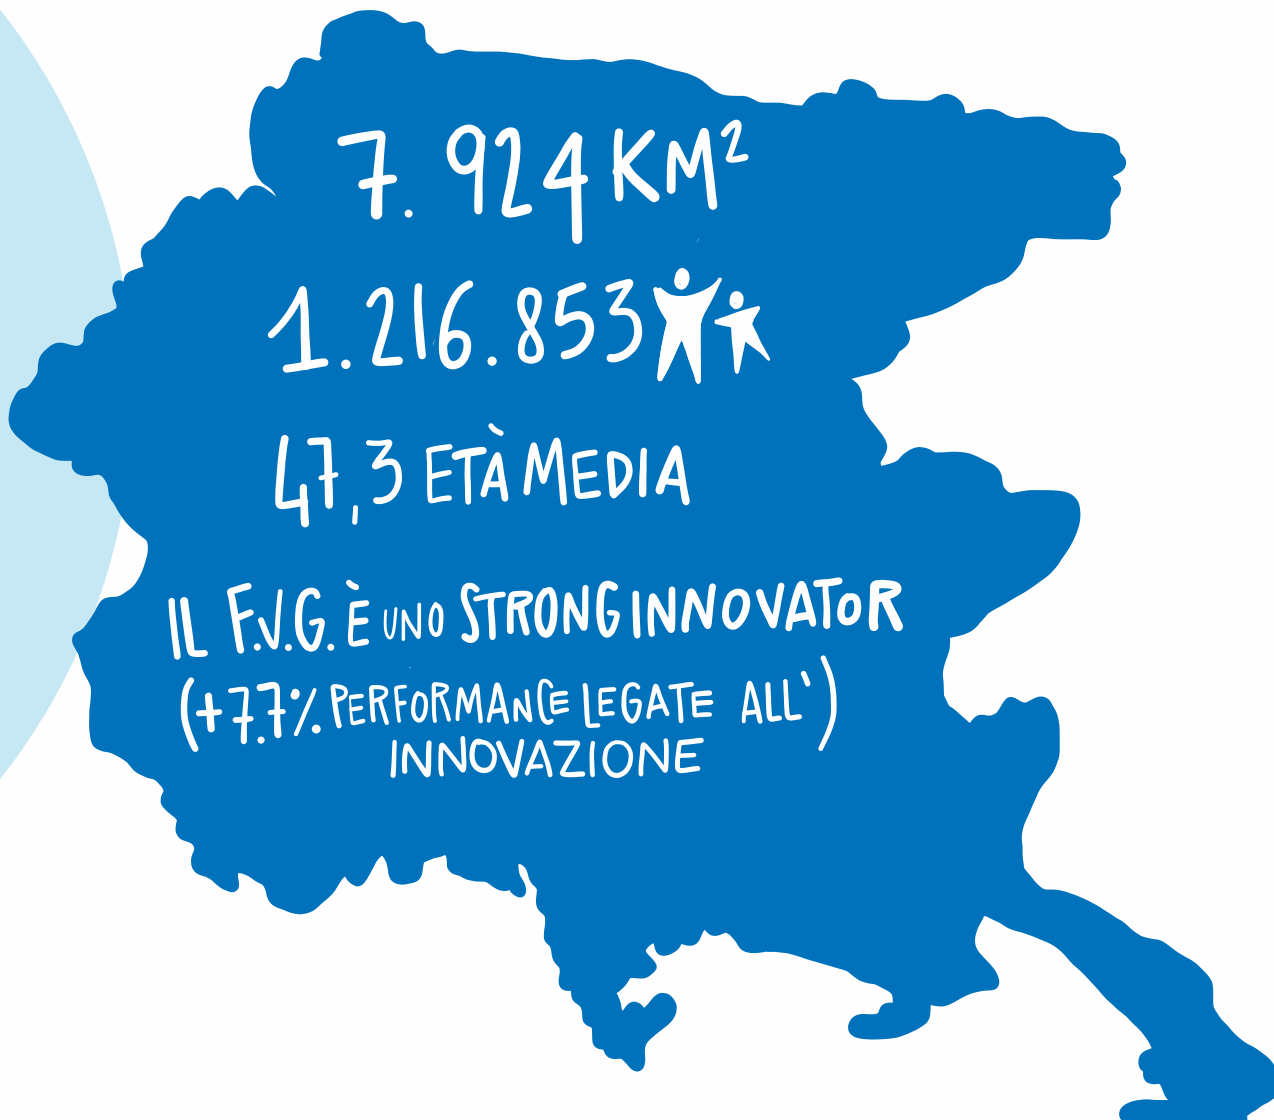 7.924 KM²
1.216.853
47,3 ETÀ MEDIA
IL F.V.G. È UNO STRONG INNOVATOR
(+7.7% PERFORMANCE LEGATE ALL')
INNOVAZIONE